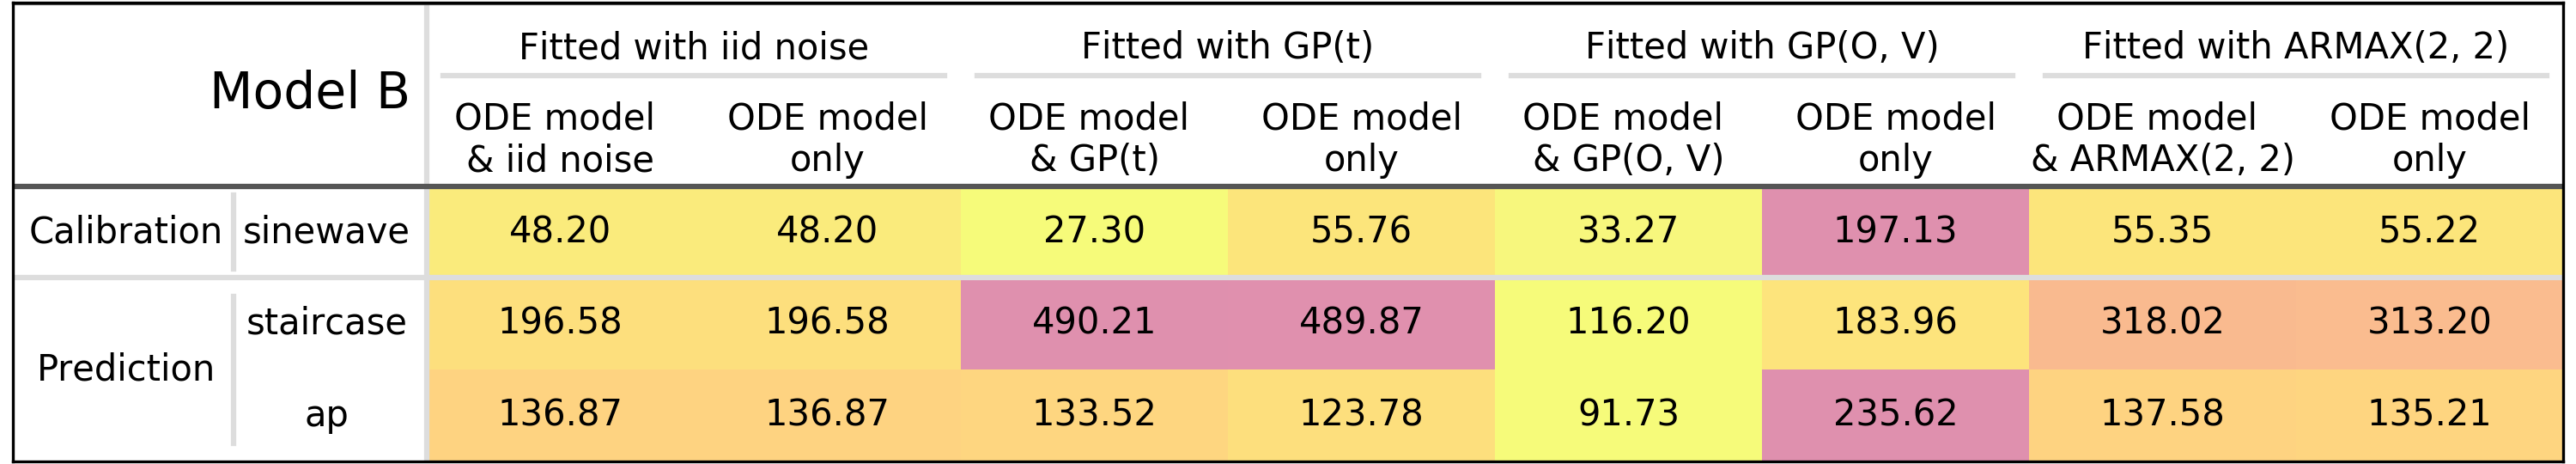 Model B
Fitted with iid noise
Fitted with GP(t)
Fitted with GP(O, V)
Fitted with ARMAX(2, 2)
ODE model
& iid noise
ODE model
only
ODE model
& GP(t)
ODE model
only
ODE model
& GP(O, V)
ODE model
only
ODE model
& ARMAX(2, 2)
ODE model
only
Calibration sinewave 48.20 48.20 27.30 55.76 33.27 197.13 55.35 55.22
Prediction
staircase 196.58 196.58 490.21 489.87 116.20 183.96 318.02 313.20
ap 136.87 136.87 133.52 123.78 91.73 235.62 137.58 135.21